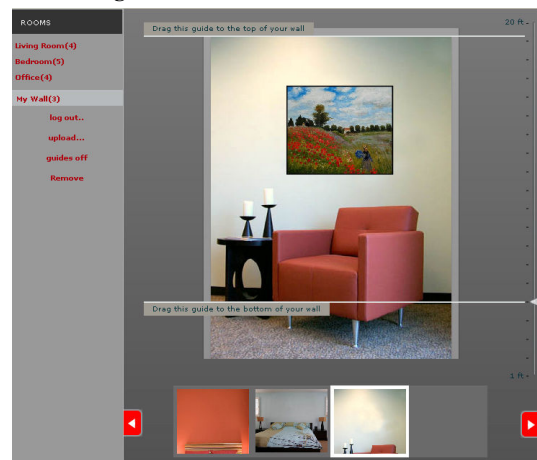 ROOMS
Living Room(4)
Bedroom(5)
Office(4)
My Wall(3)
log out..
upload...
guides off
Remove
Drag this guide to the top of your wall
20 ft
Drag this guide to the bottom of your wall
1 ft